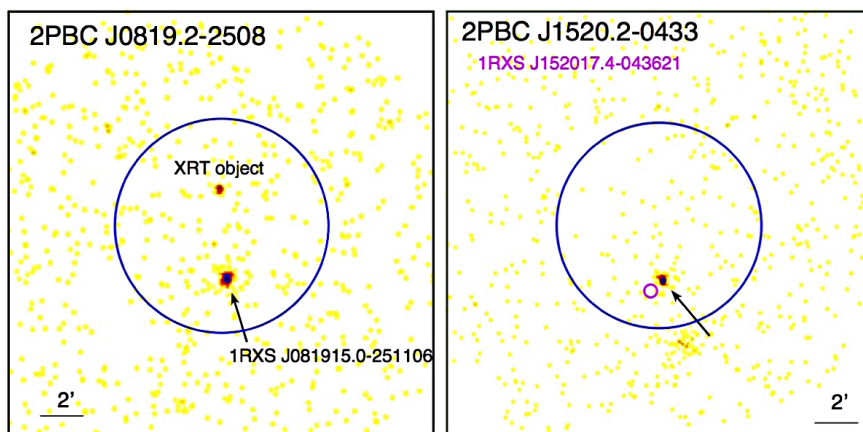 2PBC J0819.2-2508
XRT object
1RXS J081915.0-251106
2'
2PBC J1520.2-0433
1RXS J152017.4-043621
2'